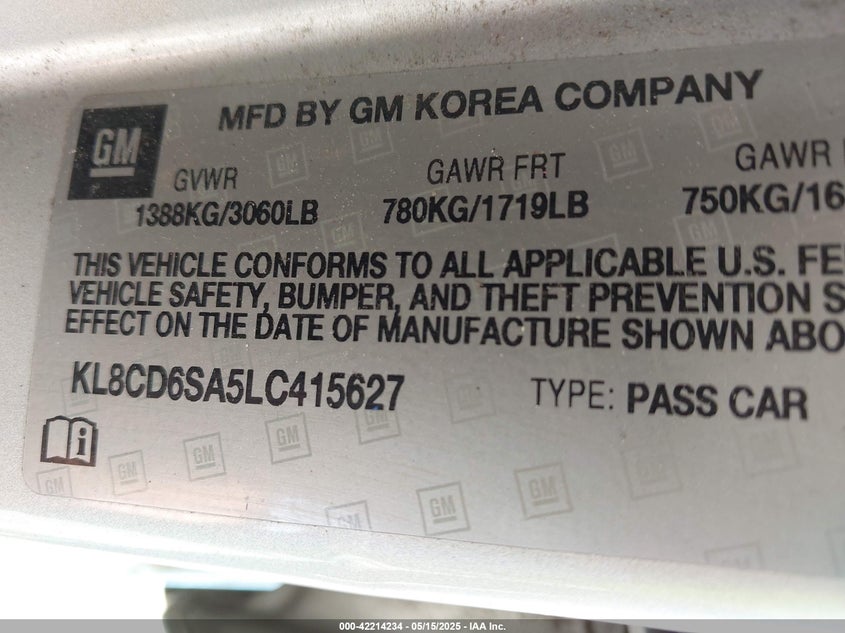 MFD BY GM KOREA COMPANY
GM
GVWR GAWR FRT GAWR
1388KG/3060LB 780KG/1719LB 750KG/16
THIS VEHICLE CONFORMS TO ALL APPLICABLE U.S. FE
VEHICLE SAFETY, BUMPER, AND THEFT PREVENTION S
EFFECT ON THE DATE OF MANUFACTURE SHOWN ABO
KL8CD6SA5LC415627 TYPE: PASS CAR
000-42214234 - 05/15/2025 - IAA Inc.